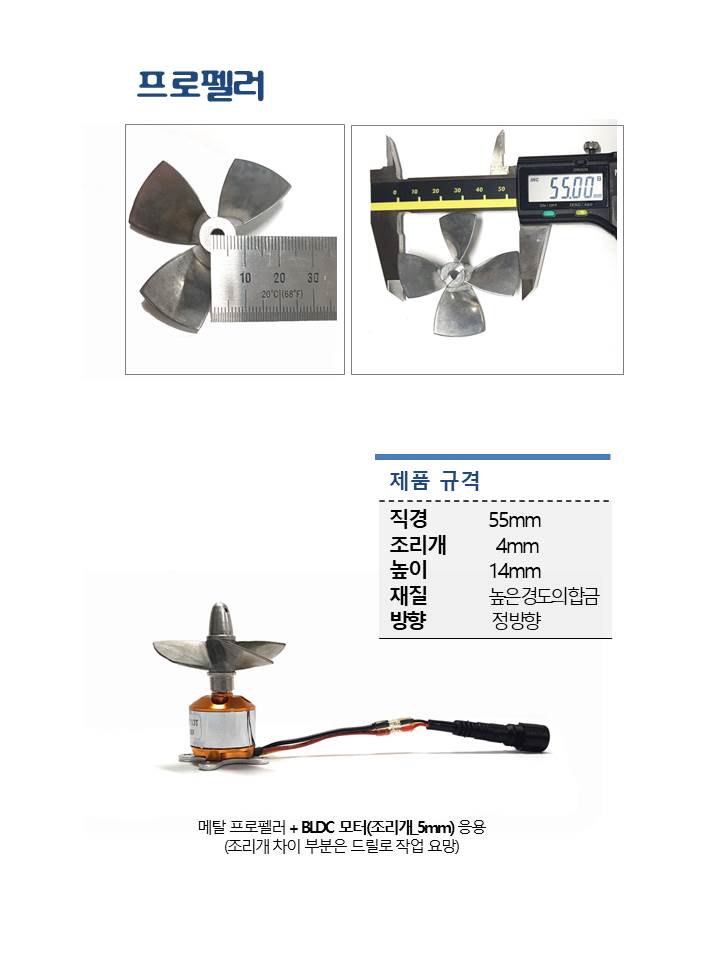 프로펠러
10 20 30
20°C (68°F)
0 10 20 30 40 50
55.00 B
ON / OFF ZERO / ABS
제품 규격
직경 55mm
조리개 4mm
높이 14mm
재질 높은 경도의 합금
방향 정방향
메탈 프로펠러 + BLDC 모터(조리개_5mm) 응용
(조리개 차이 부분은 드릴로 작업 요망)